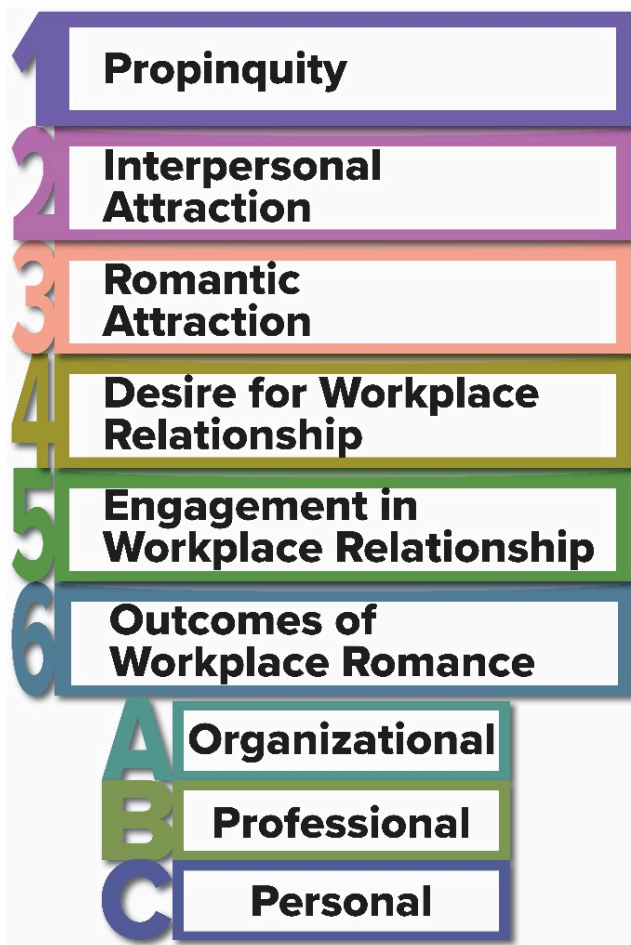 1 Propinquity
2 Interpersonal
Attraction
3 Romantic
Attraction
4 Desire for Workplace
Relationship
5 Engagement in
Workplace Relationship
6 Outcomes of
Workplace Romance
A Organizational
B Professional
C Personal